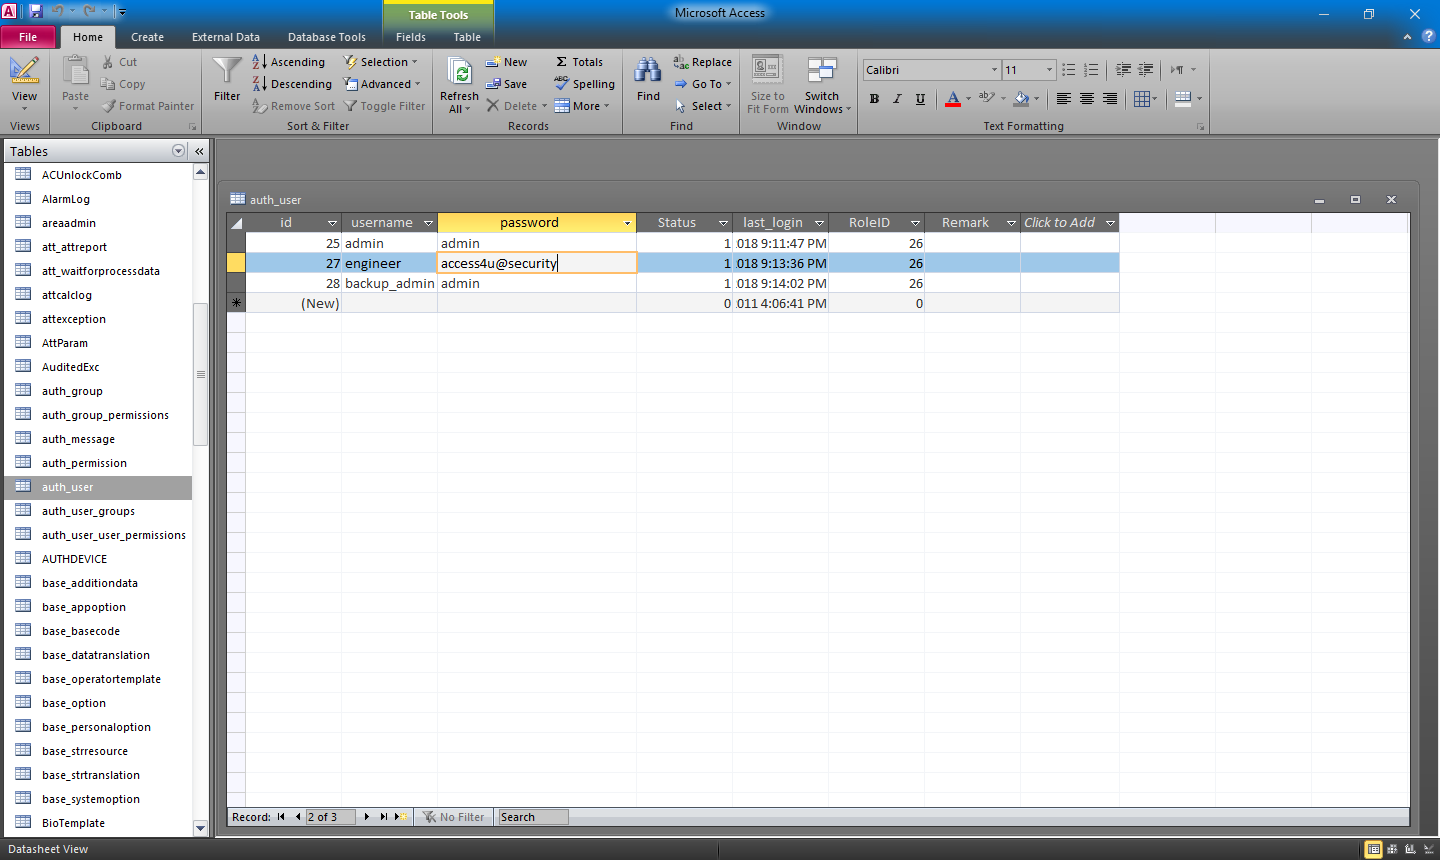 Table Tools
Microsoft Access
File
Home
Create
External Data
Database Tools
Fields
Table
View
Views
Paste
Cut
Copy
Format Painter
Clipboard
Filter
Ascending
Descending
Remove Sort
Selection
Advanced
Toggle Filter
Sort & Filter
Refresh All
New
Save
Delete
Totals
Spelling
More
Records
Find
Replace
Go To
Select
Find
Size to Fit Form
Switch Windows
Window
Calibri
11
B I U
Text Formatting
Tables
ACUnlockComb
AlarmLog
areaadmin
att_attreport
att_waitforprocessdata
attcalclog
attexception
AttParam
AuditedExc
auth_group
auth_group_permissions
auth_message
auth_permission
auth_user
auth_user_groups
auth_user_user_permissions
AUTHDEVICE
base_additiondata
base_appoption
base_basecode
base_datatranslation
base_operatortemplate
base_option
base_personaloption
base_strresource
base_strtranslation
base_systemoption
BioTemplate
auth_user
id username password Status last_login RoleID Remark Click to Add
25 admin admin 1 018 9:11:47 PM 26
27 engineer access4u@security 1 018 9:13:36 PM 26
28 backup_admin admin 1 018 9:14:02 PM 26
(New) 0 011 4:06:41 PM 0
Record: 2 of 3 No Filter Search
Datasheet View